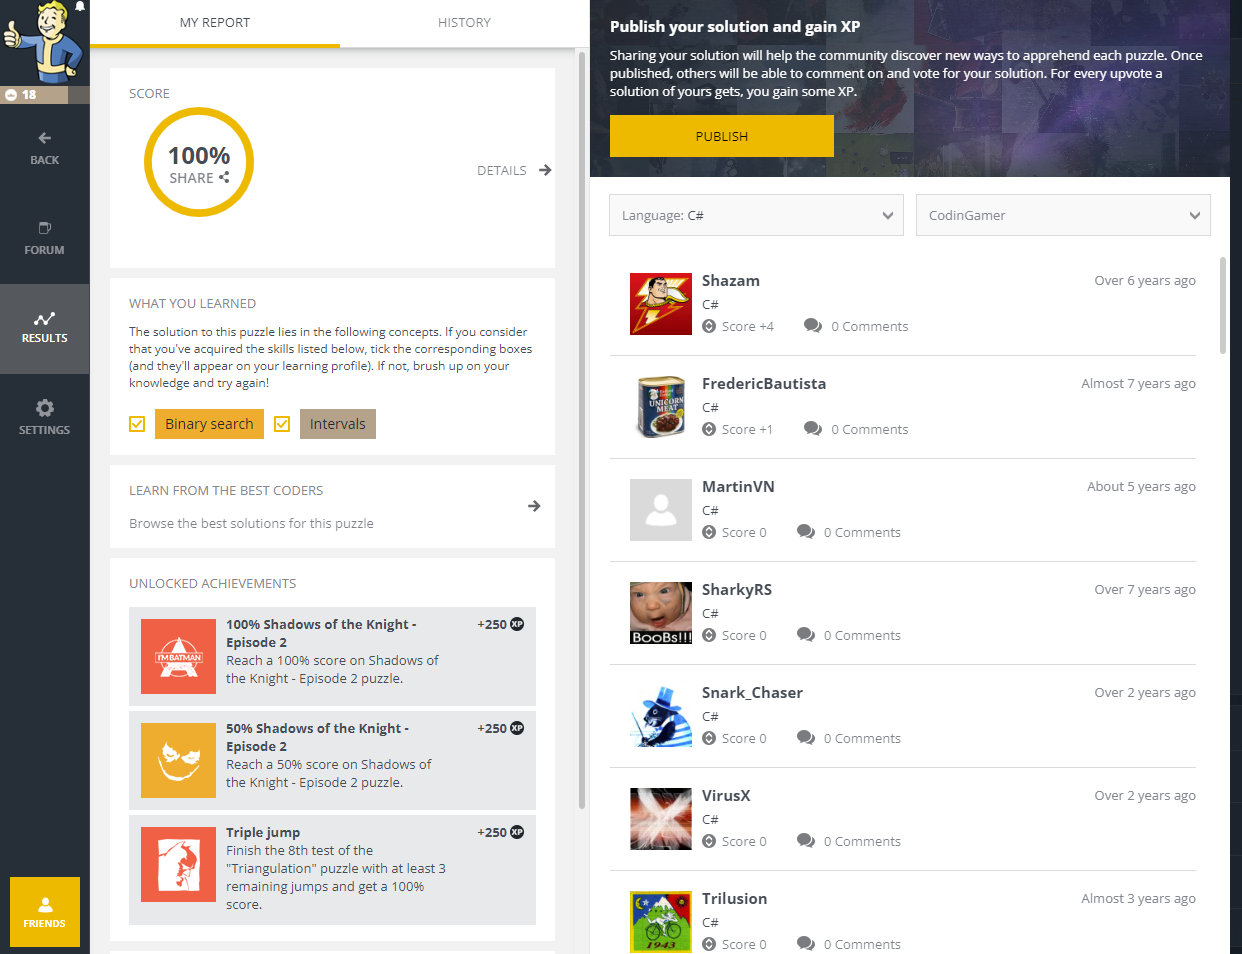 18
BACK
FORUM
RESULTS
SETTINGS
FRIENDS
MY REPORT
HISTORY
SCORE
100%
SHARE
DETAILS
WHAT YOU LEARNED
The solution to this puzzle lies in the following concepts. If you consider
that you've acquired the skills listed below, tick the corresponding boxes
(and they'll appear on your learning profile). If not, brush up on your
knowledge and try again!
Binary search
Intervals
LEARN FROM THE BEST CODERS
Browse the best solutions for this puzzle
UNLOCKED ACHIEVEMENTS
I'M BATMAN
100% Shadows of the Knight -
Episode 2
+250 XP
Reach a 100% score on Shadows of
the Knight - Episode 2 puzzle.
50% Shadows of the Knight -
Episode 2
+250 XP
Reach a 50% score on Shadows of
the Knight - Episode 2 puzzle.
Triple jump
+250 XP
Finish the 8th test of the
"Triangulation" puzzle with at least 3
remaining jumps and get a 100%
score.
Publish your solution and gain XP
Sharing your solution will help the community discover new ways to apprehend each puzzle. Once
published, others will be able to comment on and vote for your solution. For every upvote a
solution of yours gets, you gain some XP.
PUBLISH
Language: C#
CodinGamer
Shazam
Over 6 years ago
C#
Score +4
0 Comments
UNICORN
MEAT
FredericBautista
Almost 7 years ago
C#
Score +1
0 Comments
MartinVN
About 5 years ago
C#
Score 0
0 Comments
BooBs!!!
SharkyRS
Over 7 years ago
C#
Score 0
0 Comments
Snark_Chaser
Over 2 years ago
C#
Score 0
0 Comments
VirusX
Over 2 years ago
C#
Score 0
0 Comments
1943
Trilusion
Almost 3 years ago
C#
Score 0
0 Comments